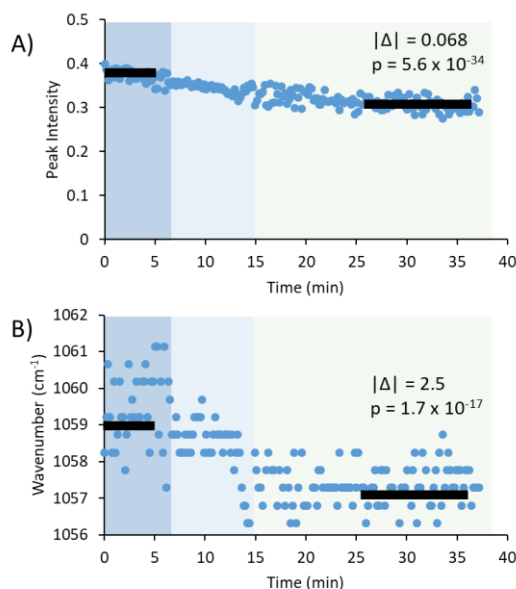 A)
|Δ| = 0.068
p = 5.6 x 10⁻³⁴
Peak Intensity
0.5
0.4
0.3
0.2
0.1
0
0 5 10 15 20 25 30 35 40
Time (min)
B)
|Δ| = 2.5
p = 1.7 x 10⁻¹⁷
Wavenumber (cm⁻¹)
1062
1061
1060
1059
1058
1057
1056
0 5 10 15 20 25 30 35 40
Time (min)